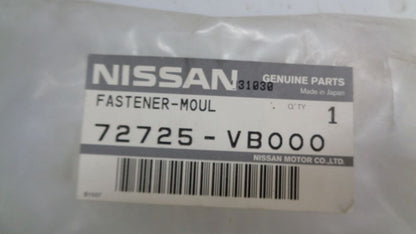 NISSAN 31030 GENUINE PARTS
Made in Japan
FASTENER-MOUL Q'TY 1
72725-VB000
NISSAN MOTOR CO.,LTD.